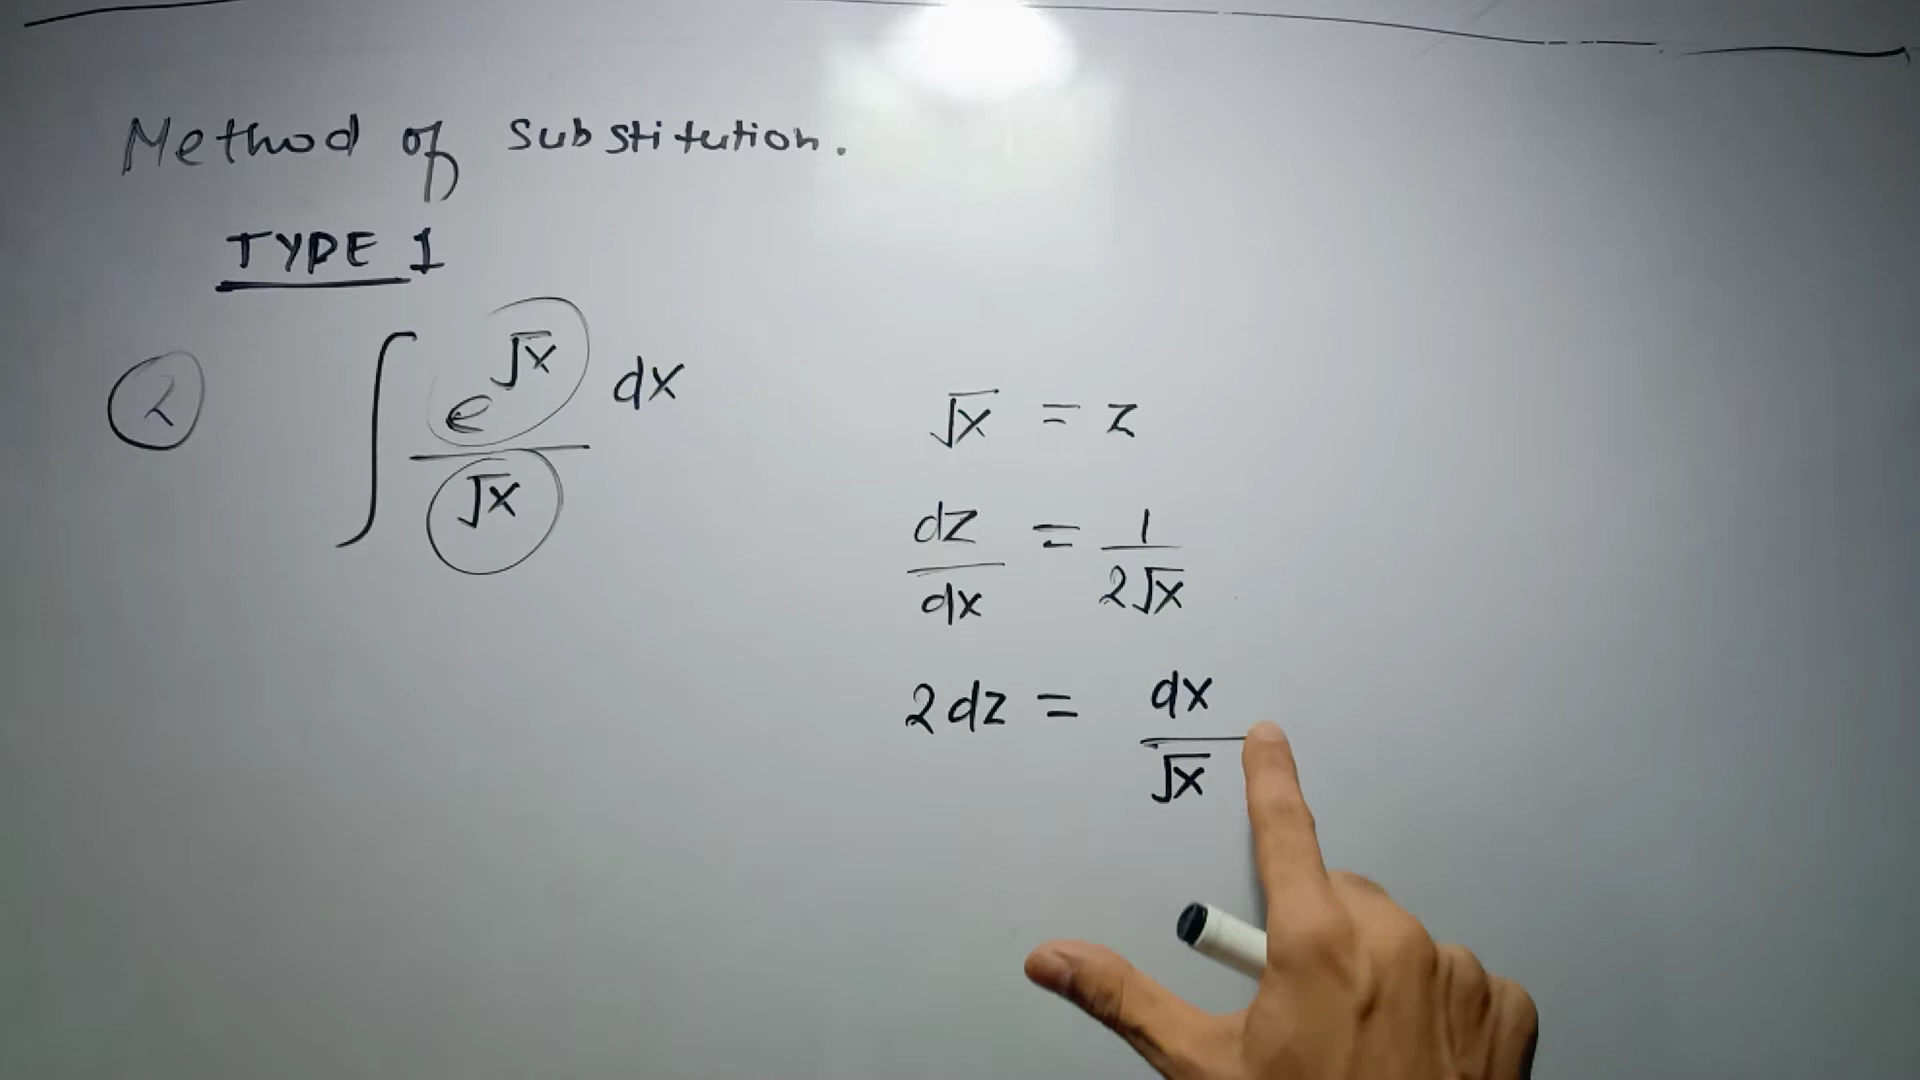 Method of Substitution.
TYPE 1
2 ∫ e^√x / √x dx
√x = z
dz/dx = 1/2√x
2dz = dx/√x